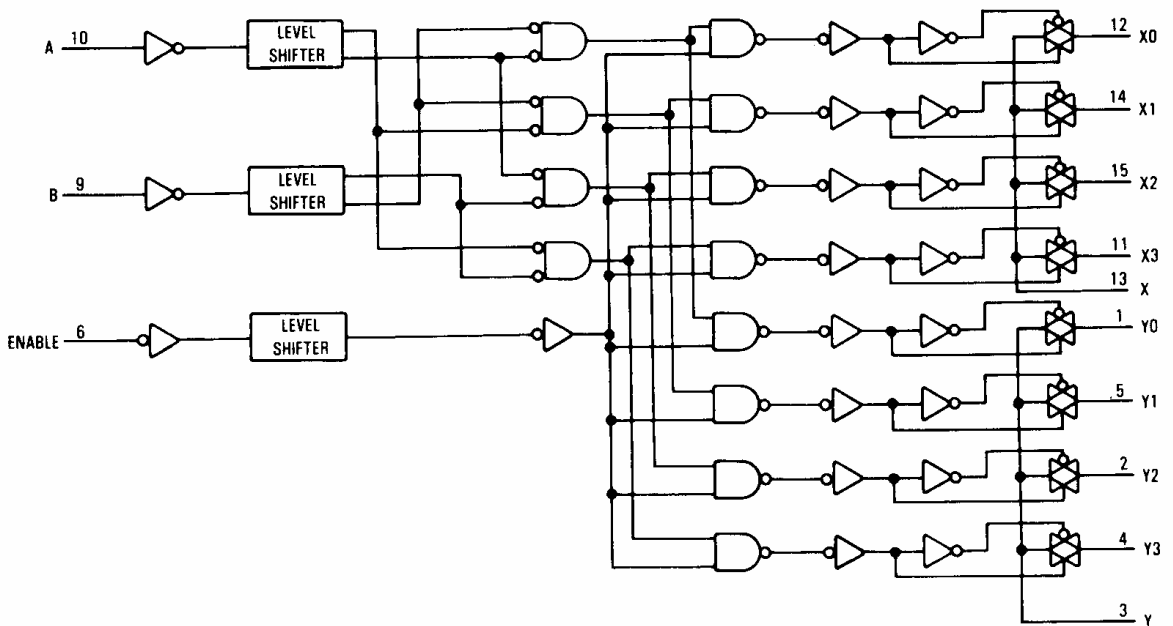 A 10
LEVEL
SHIFTER
12 X0
14 X1
B 9
LEVEL
SHIFTER
15 X2
11 X3
13 X
ENABLE 6
LEVEL
SHIFTER
1 Y0
5 Y1
2 Y2
4 Y3
3 Y